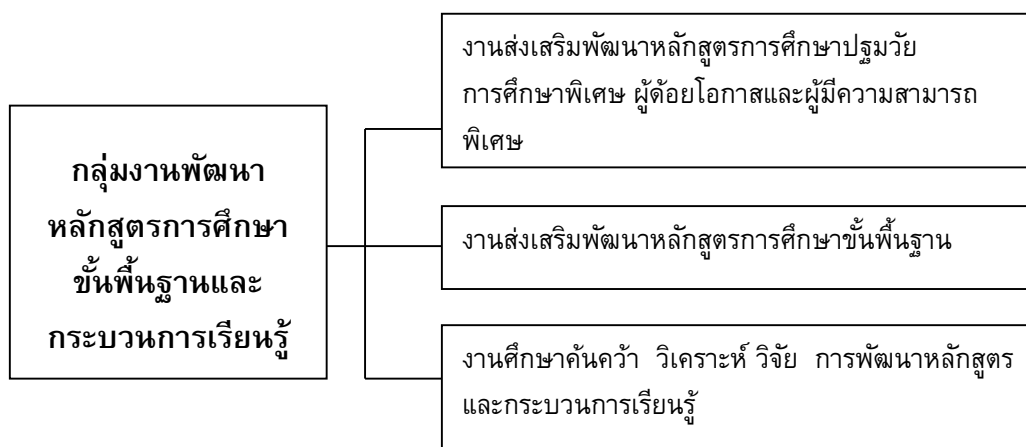 กลุ่มงานพัฒนา
หลักสูตรการศึกษา
ขั้นพื้นฐานและ
กระบวนการเรียนรู้
งานส่งเสริมพัฒนาหลักสูตรการศึกษาปฐมวัย
การศึกษาพิเศษ ผู้ด้อยโอกาสและผู้มีความสามารถ
พิเศษ
งานส่งเสริมพัฒนาหลักสูตรการศึกษาขั้นพื้นฐาน
งานศึกษาค้นคว้า วิเคราะห์ วิจัย การพัฒนาหลักสูตร
และกระบวนการเรียนรู้